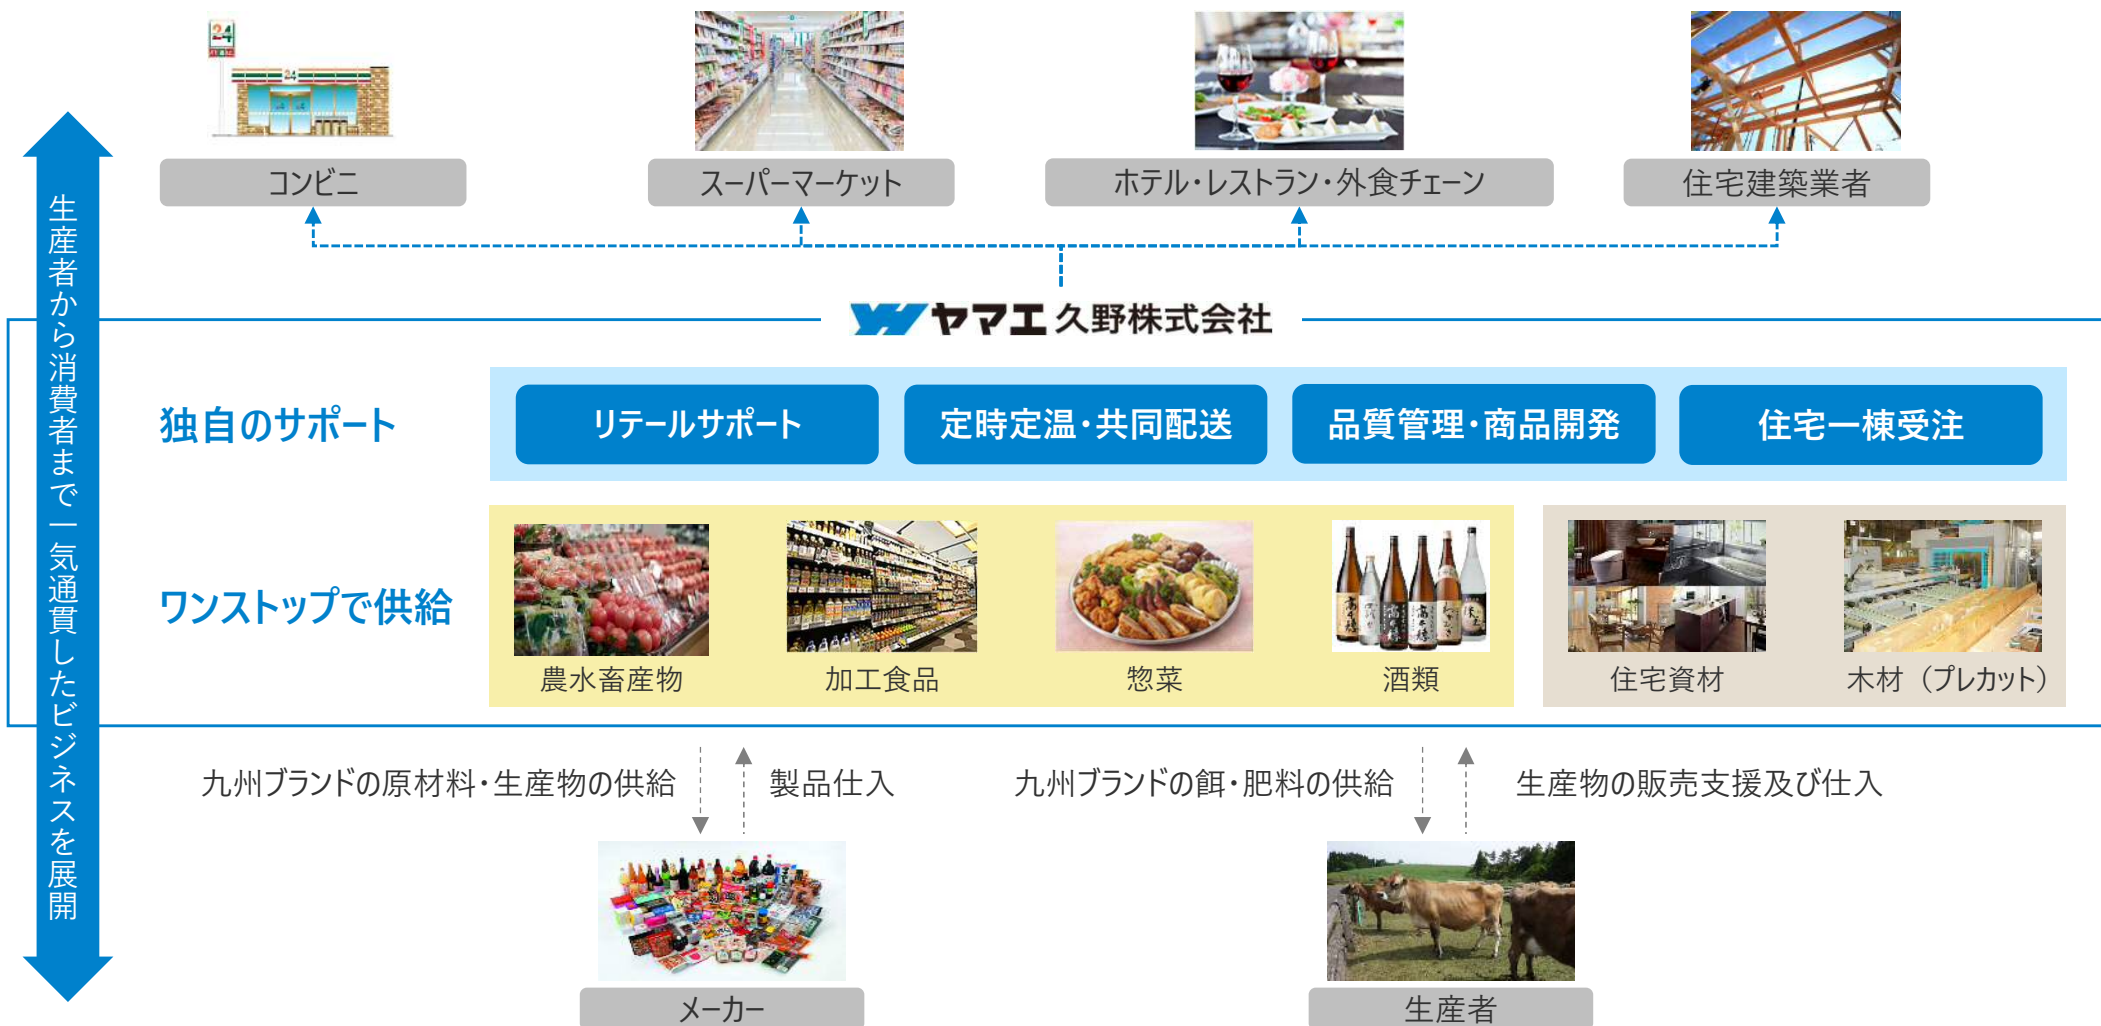 コンビニ
スーパーマーケット
ホテル・レストラン・外食チェーン
住宅建築業者
生産者から消費者まで一気通貫したビジネスを展開
ヤマエ久野株式会社
独自のサポート
リテールサポート
定時定温・共同配送
品質管理・商品開発
住宅一棟受注
ワンストップで供給
農水畜産物
加工食品
惣菜
酒類
住宅資材
木材（プレカット）
九州ブランドの原材料・生産物の供給
製品仕入
九州ブランドの餌・肥料の供給
生産物の販売支援及び仕入
メーカー
生産者